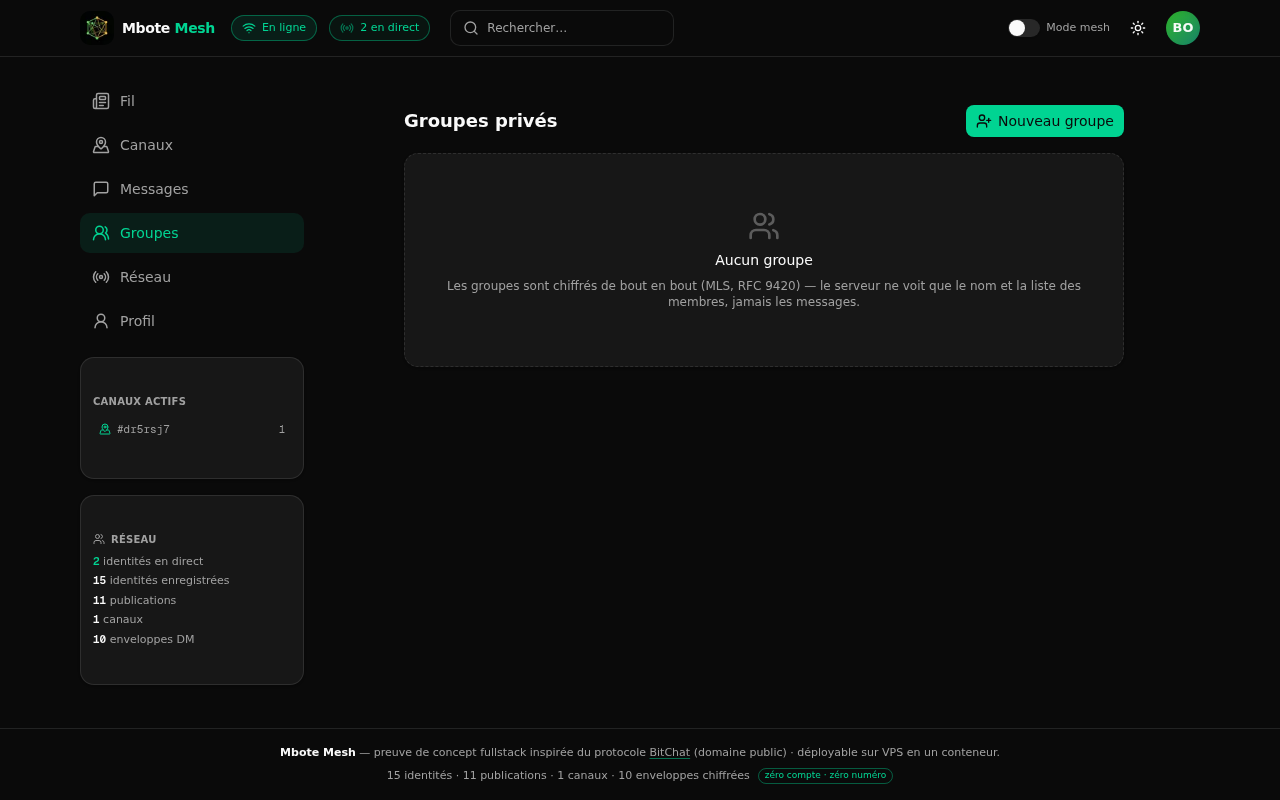 Mbote Mesh
En ligne
2 en direct
Rechercher...
Mode mesh
BO
Fil
Canaux
Messages
Groupes
Réseau
Profil
CANAUX ACTIFS
#dr5rsj7 1
RÉSEAU
2 identités en direct
15 identités enregistrées
11 publications
1 canaux
10 enveloppes DM
Groupes privés
Nouveau groupe
Aucun groupe
Les groupes sont chiffrés de bout en bout (MLS, RFC 9420) — le serveur ne voit que le nom et la liste des
membres, jamais les messages.
Mbote Mesh — preuve de concept fullstack inspirée du protocole BitChat (domaine public) · déployable sur VPS en un conteneur.
15 identités · 11 publications · 1 canaux · 10 enveloppes chiffrées zéro compte · zéro numéro